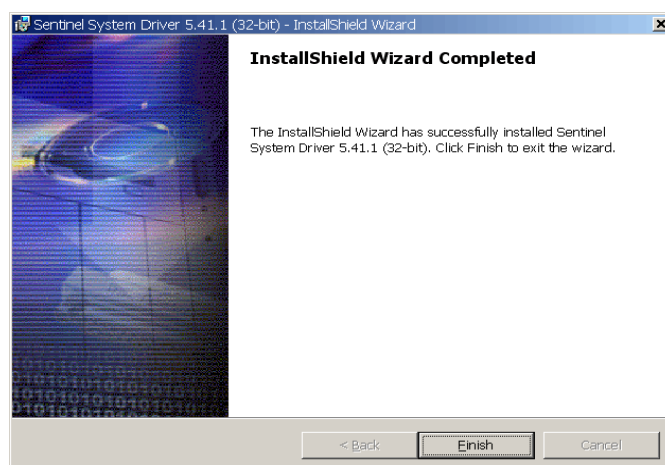 Sentinel System Driver 5.41.1 (32-bit) - InstallShield Wizard
InstallShield Wizard Completed
The InstallShield Wizard has successfully installed Sentinel
System Driver 5.41.1 (32-bit). Click Finish to exit the wizard.
< Back
Finish
Cancel